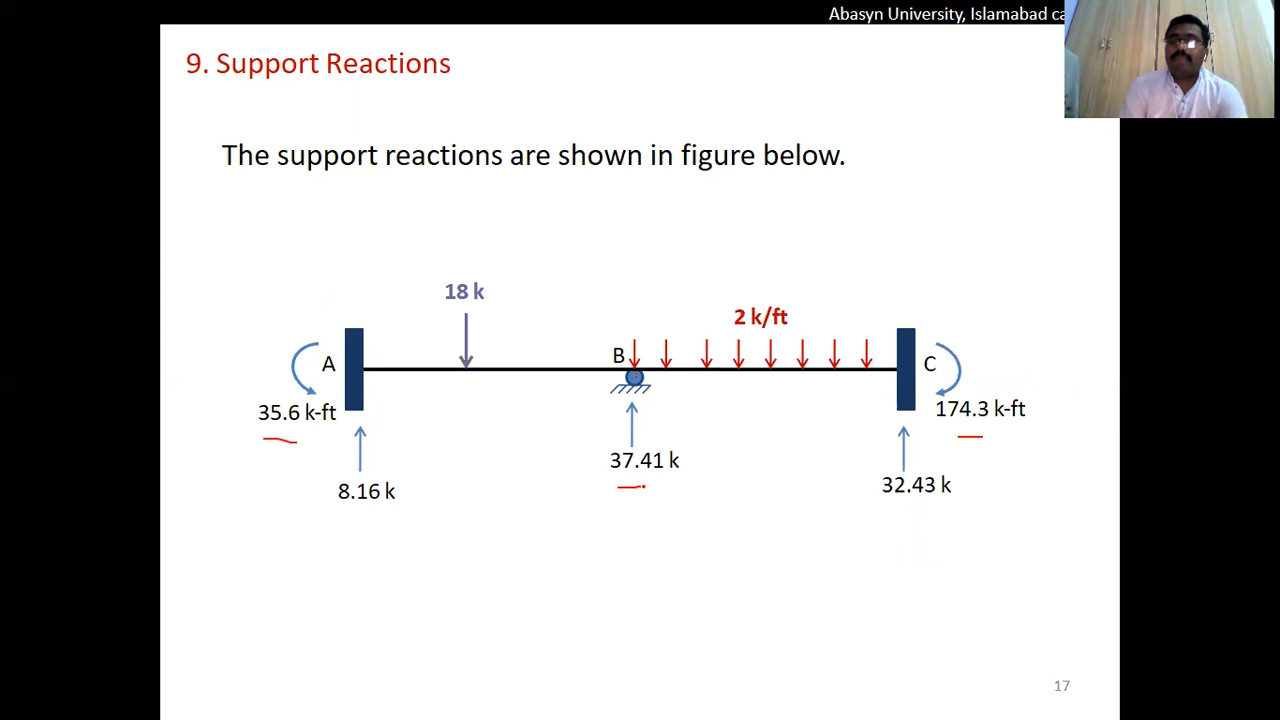 Abasyn University, Islamabad ca
9. Support Reactions
The support reactions are shown in figure below.
18 k
2 k/ft
A
B
C
35.6 k-ft
174.3 k-ft
37.41 k
8.16 k
32.43 k
17